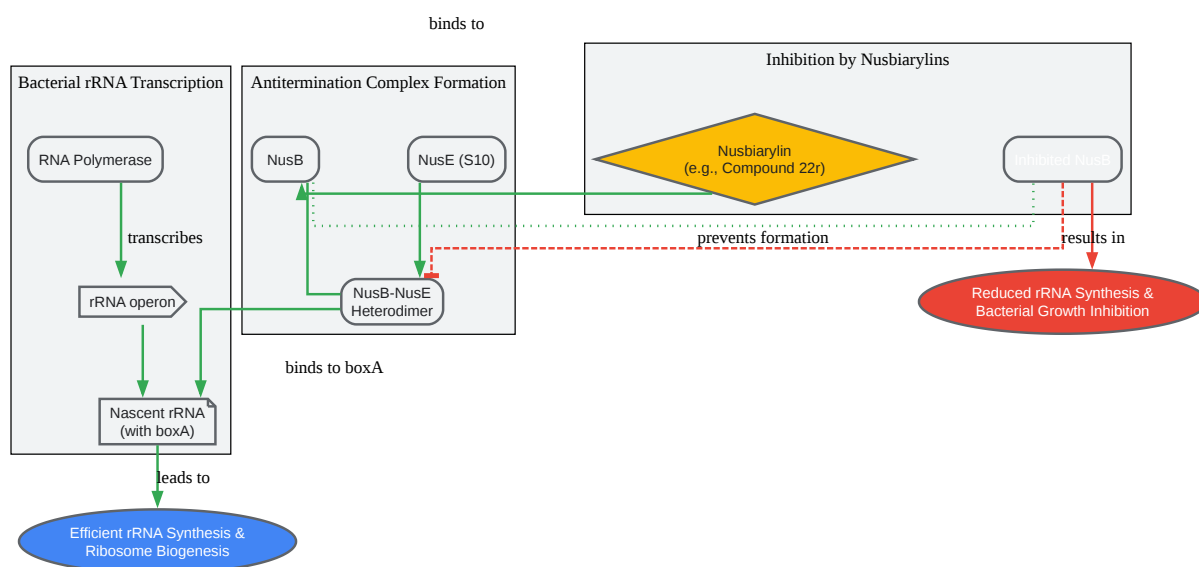 binds to
Inhibition by Nusbiarylins
Bacterial rRNA Transcription
Antitermination Complex Formation
RNA Polymerase
NusB
NusE (S10)
Nusbiarylin
(e.g., Compound 22r)
Inhibited NusB
transcribes
prevents formation
results in
rRNA operon
NusB-NusE
Heterodimer
Reduced rRNA Synthesis &
Bacterial Growth Inhibition
binds to boxA
Nascent rRNA
(with boxA)
leads to
Efficient rRNA Synthesis &
Ribosome Biogenesis